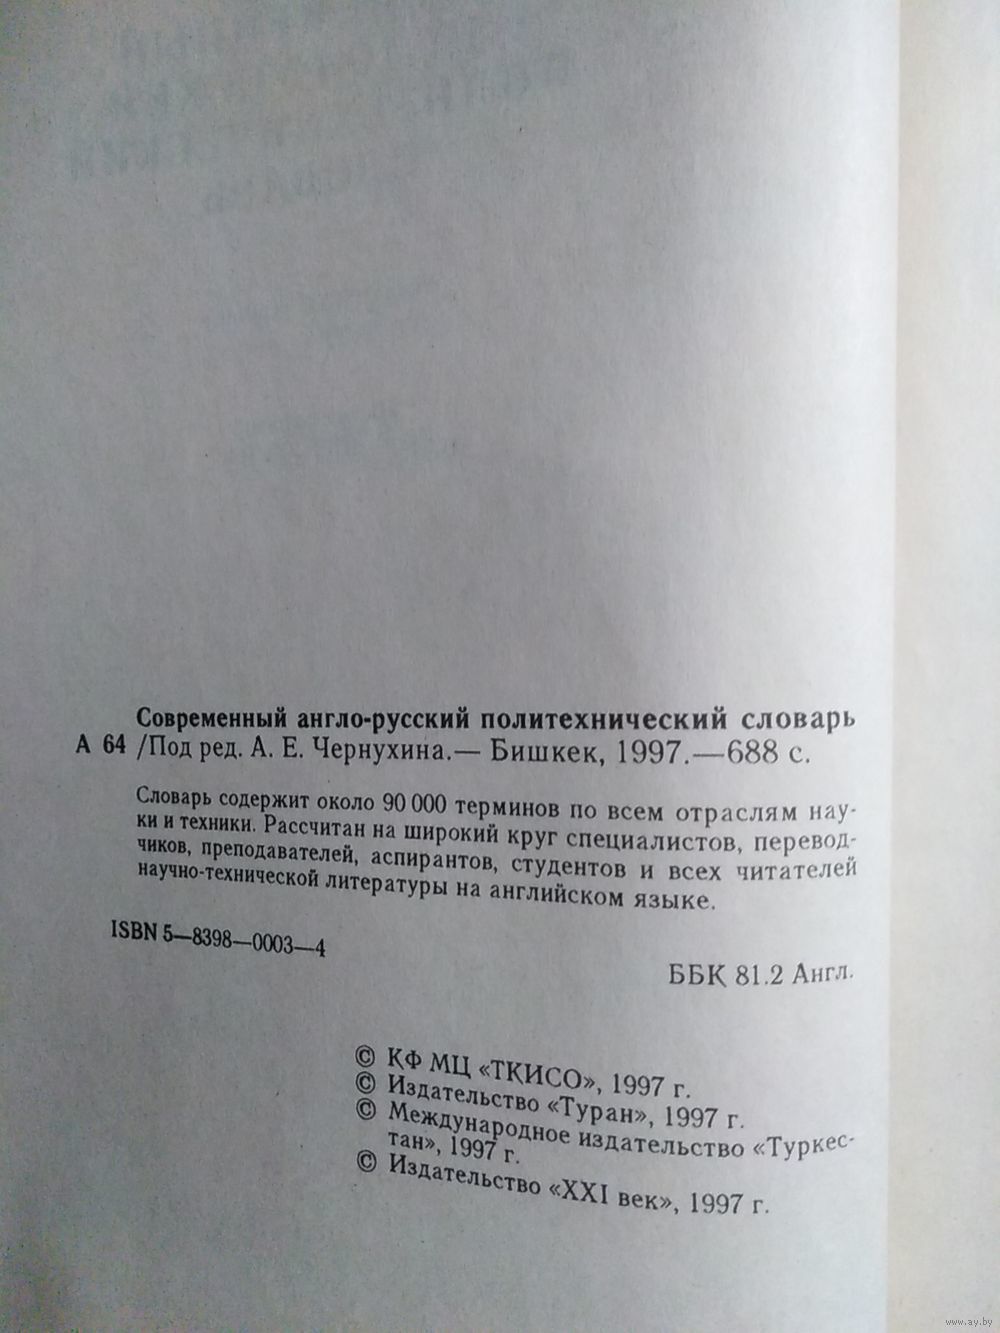 Современный англо-русский политехнический словарь
А 64 /Под ред. А. Е. Чернухина.— Бишкек, 1997.—688 с.
Словарь содержит около 90 000 терминов по всем отраслям нау-
ки и техники. Рассчитан на широкий круг специалистов, перевод-
чиков, преподавателей, аспирантов, студентов и всех читателей
научно-технической литературы на английском языке.
ISBN 5—8398—0003—4
ББК 81.2 Англ.
© КФ МЦ «ТКИСО», 1997 г.
© Издательство «Туран», 1997 г.
© Международное издательство «Туркес-
тан», 1997 г.
© Издательство «XXI век», 1997 г.
www.ay.by